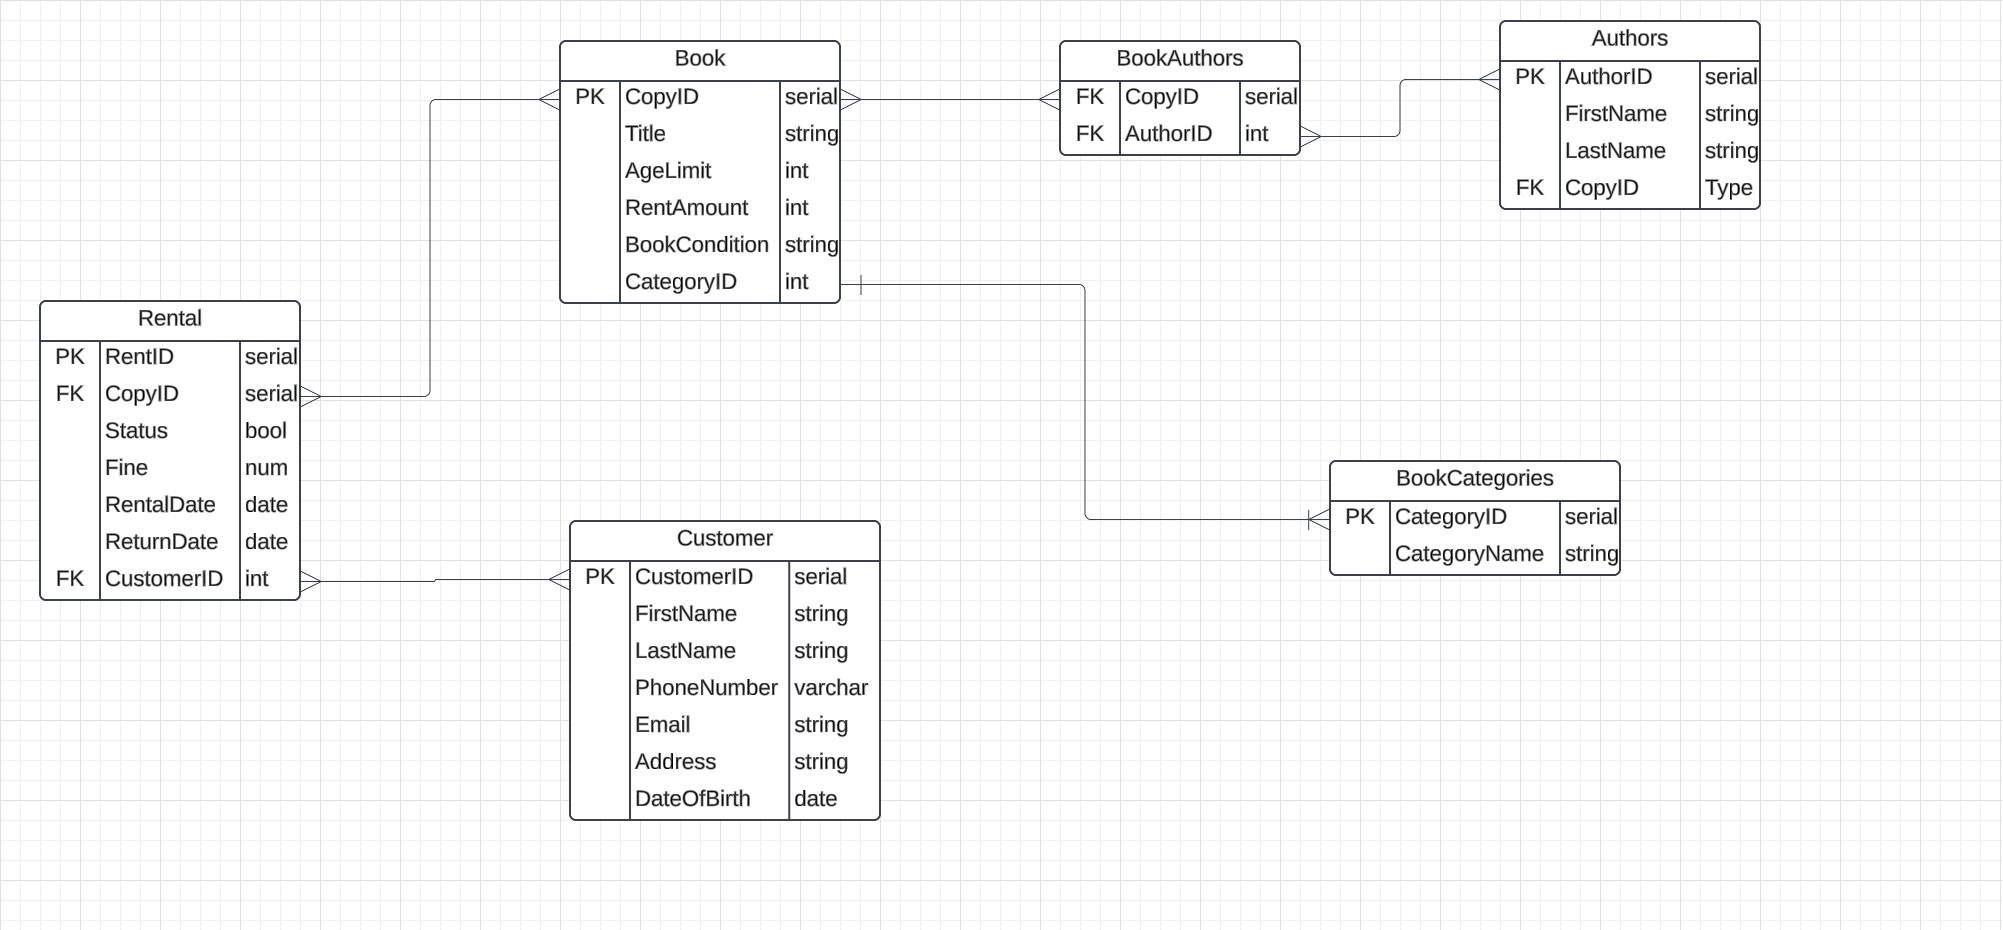 Book
PK CopyID serial
Title string
AgeLimit int
RentAmount int
BookCondition string
CategoryID int
BookAuthors
FK CopyID serial
FK AuthorID int
Authors
PK AuthorID serial
FirstName string
LastName string
FK CopyID Type
Rental
PK RentID serial
FK CopyID serial
Status bool
Fine num
RentalDate date
ReturnDate date
FK CustomerID int
Customer
PK CustomerID serial
FirstName string
LastName string
PhoneNumber varchar
Email string
Address string
DateOfBirth date
BookCategories
PK CategoryID serial
CategoryName string